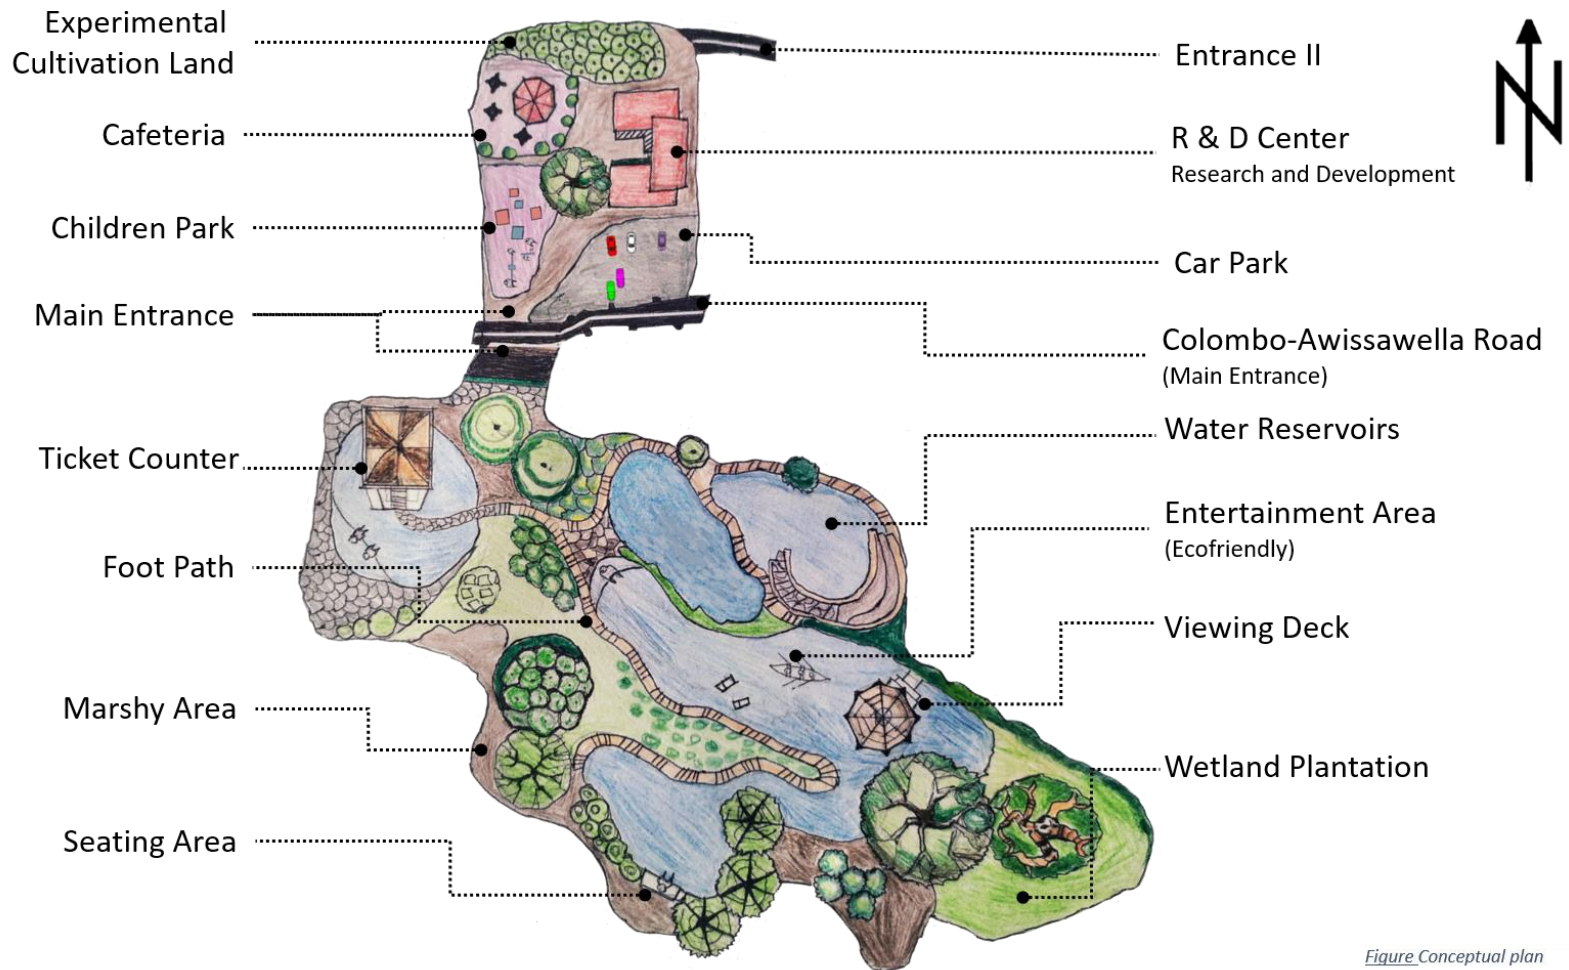 Experimental
Cultivation Land
Cafeteria
Children Park
Main Entrance
Ticket Counter
Foot Path
Marshy Area
Seating Area
Entrance II
R & D Center
Research and Development
Car Park
Colombo-Awissawella Road
(Main Entrance)
Water Reservoirs
Entertainment Area
(Ecofriendly)
Viewing Deck
Wetland Plantation
N
Figure Conceptual plan